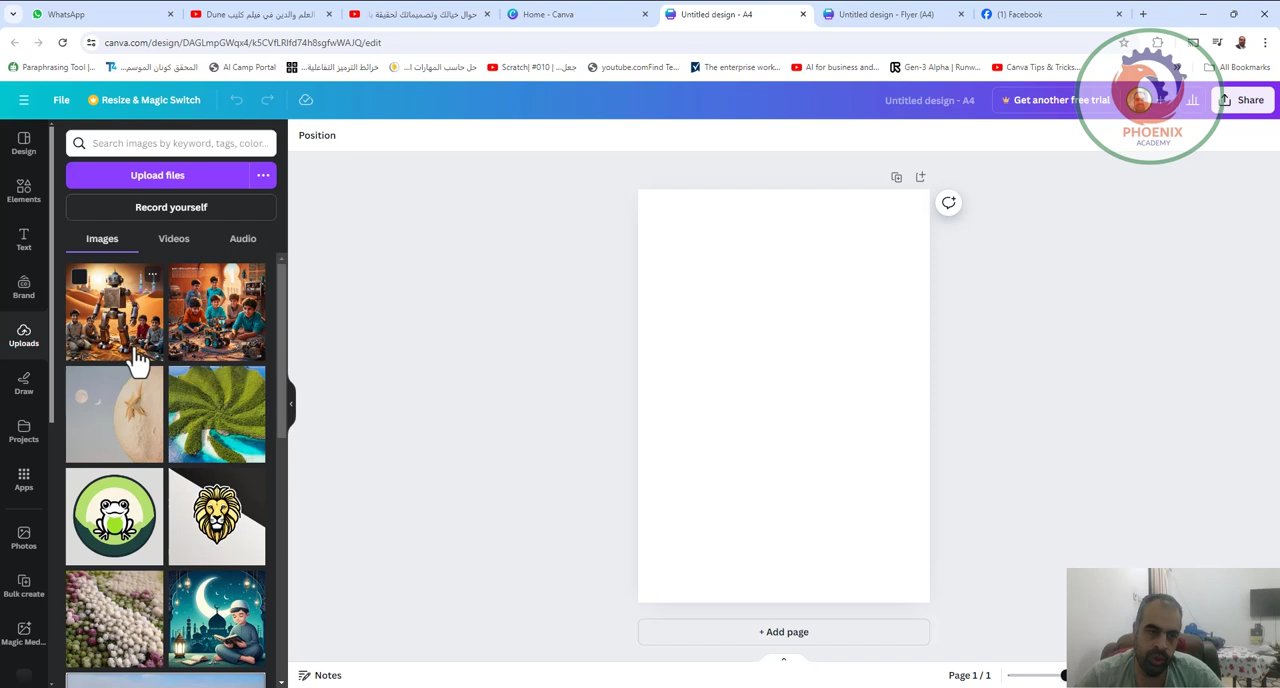 WhatsApp
العلم والدين في فيلم كليب Dune
حوال خيالك وتصميماتك لحقيقة با
Home - Canva
Untitled design - A4
Untitled design - Flyer (A4)
(1) Facebook
canva.com/design/DAGLmpGWqx4/k5CVfLRlfd74h8sgfwWAJQ/edit
Paraphrasing Tool |...
المحقق كونان الموسم...
AI Camp Portal
خرائط الترميز التفاعلية...
حقائب المهارات ا...
Scratch| #010 | جعل...
youtube.comFind Te...
The enterprise work...
AI for business and...
Gen-3 Alpha | Runw...
Canva Tips & Tricks...
All Bookmarks
File
Resize & Magic Switch
Untitled design - A4
Get another free trial
Share
PHOENIX
ACADEMY
Position
Design
Elements
Text
Brand
Uploads
Draw
Projects
Apps
Photos
Bulk create
Magic Med...
Search images by keyword, tags, color...
Upload files
Record yourself
Images
Videos
Audio
+ Add page
Notes
Page 1 / 1